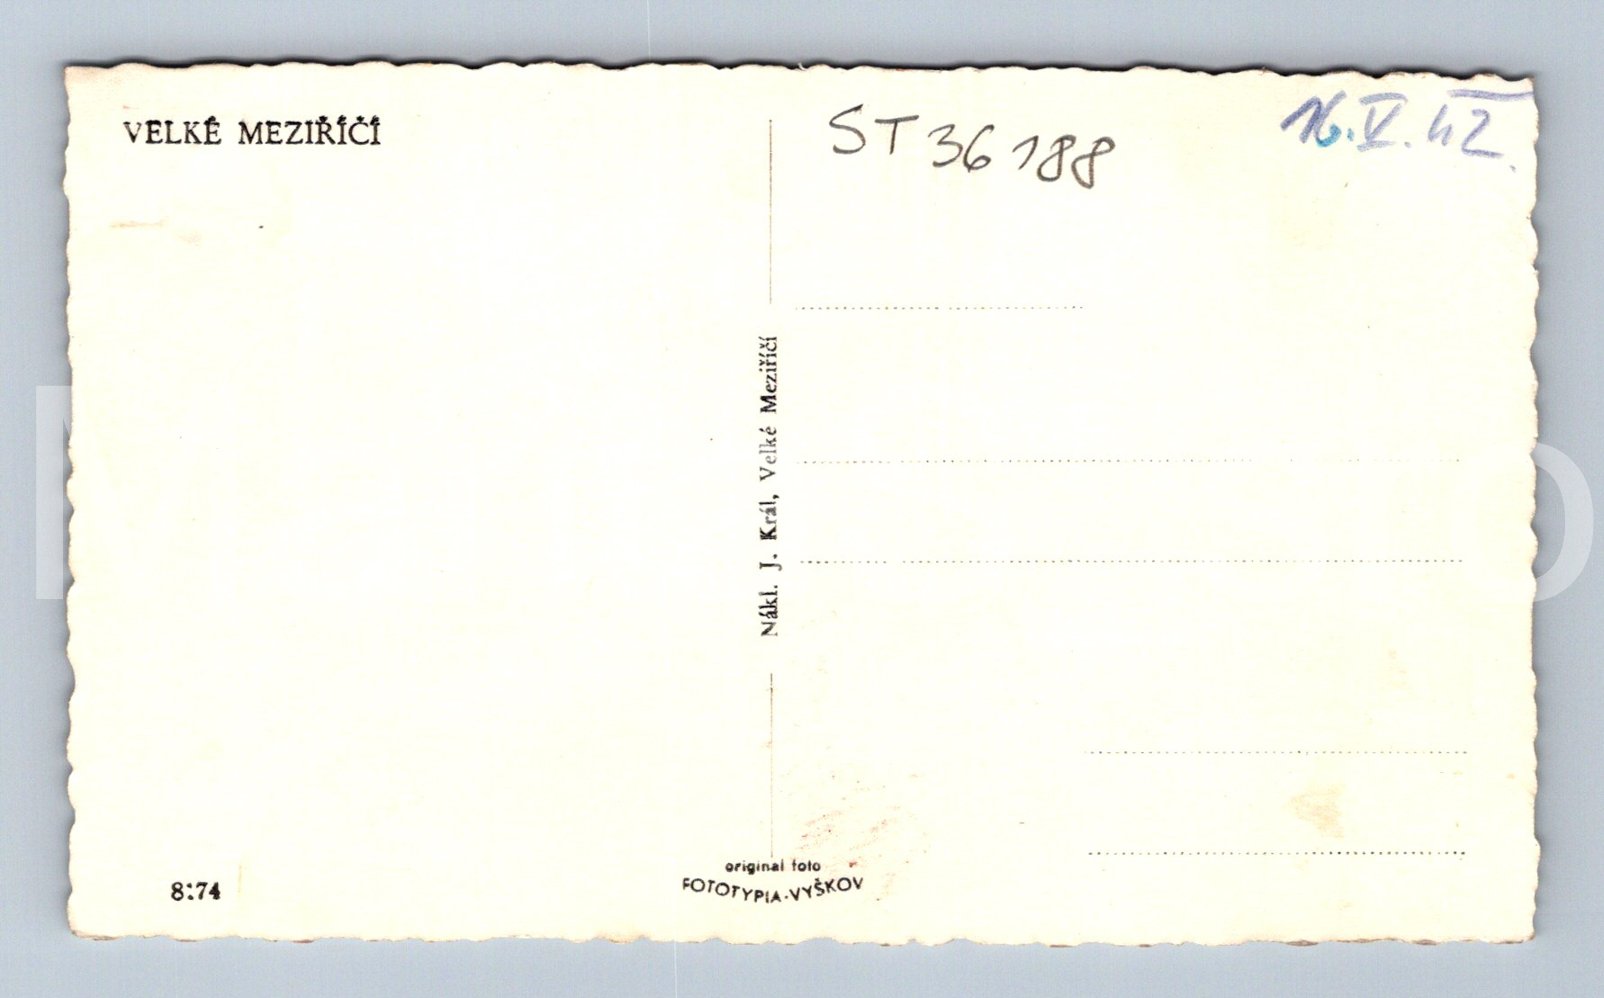 VELKÉ MEZIŘÍČÍ
ST 36188
16.V.42.
Nákl. J. Král, Velké Meziříčí
8:74
original foto
FOTOTYPIA-VYŠKOV